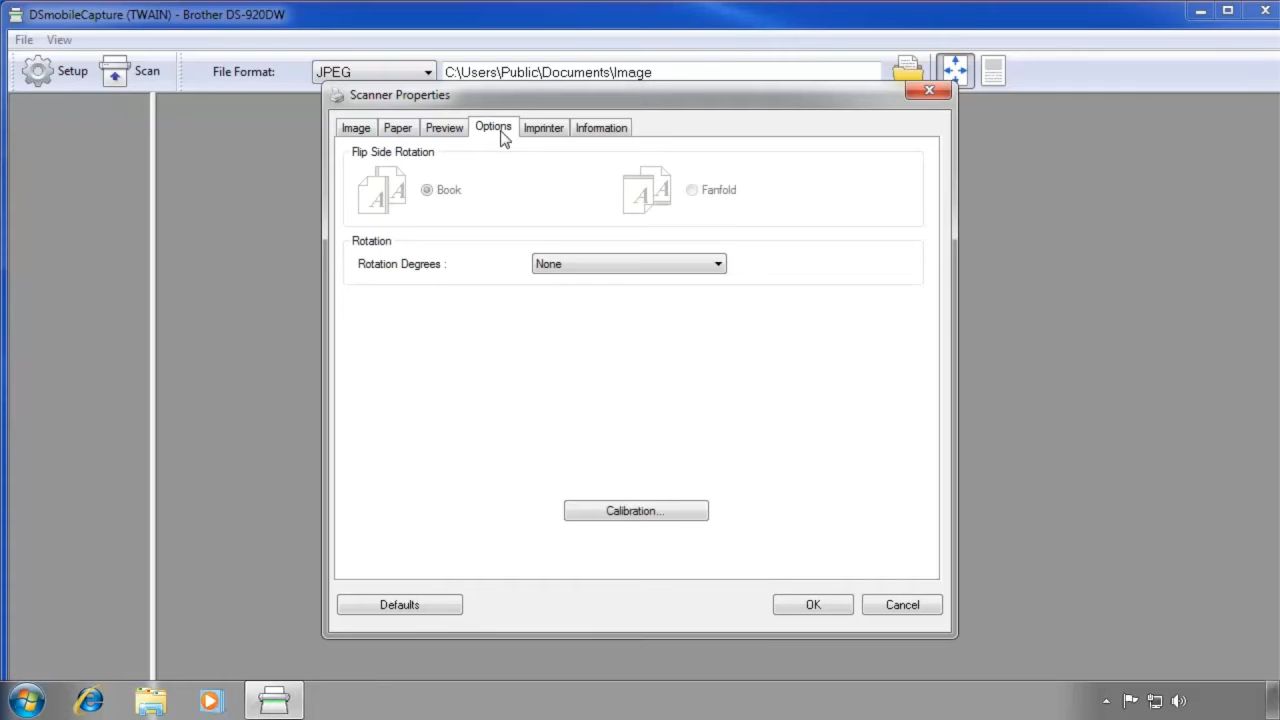 DSmobileCapture (TWAIN) - Brother DS-920DW
File View
Setup Scan File Format: JPEG C:\Users\Public\Documents\Image
Scanner Properties
Image Paper Preview Options Imprinter Information
Flip Side Rotation
A A Book A A Fanfold
Rotation
Rotation Degrees : None
Calibration...
Defaults OK Cancel